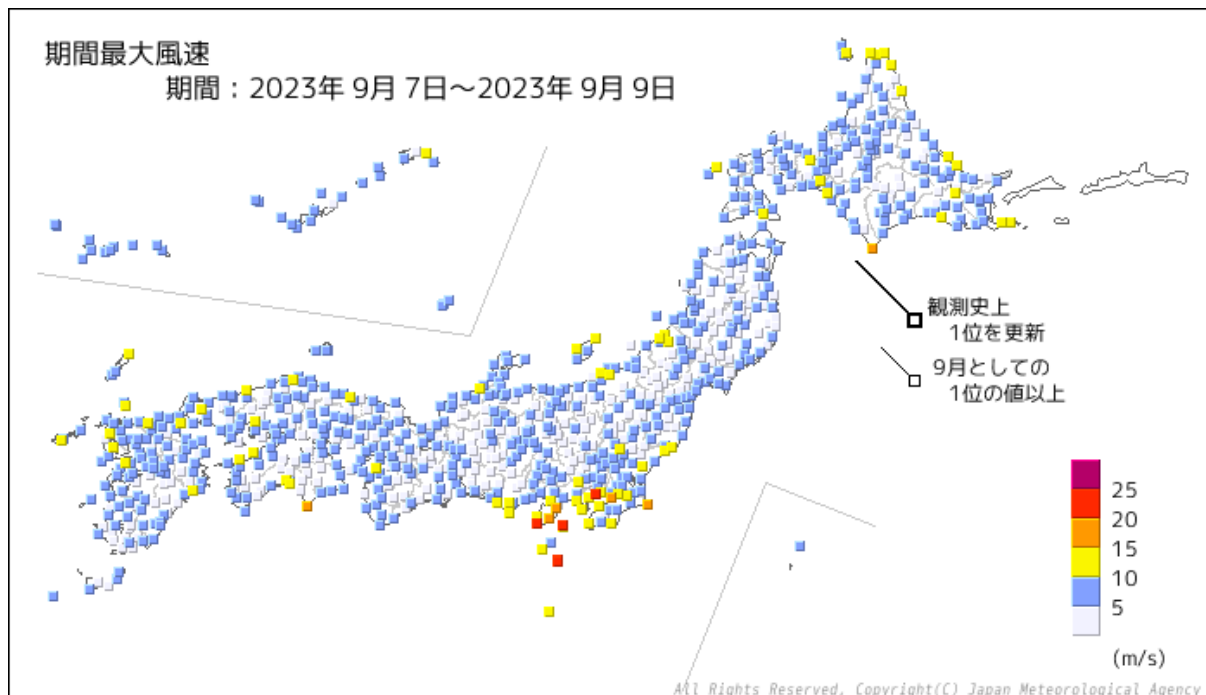 期間最大風速
期間：2023年 9月 7日～2023年 9月 9日
観測史上
1位を更新
9月としての
1位の値以上
25
20
15
10
5
(m/s)
All Rights Reserved. Copyright(C) Japan Meteorological Agency